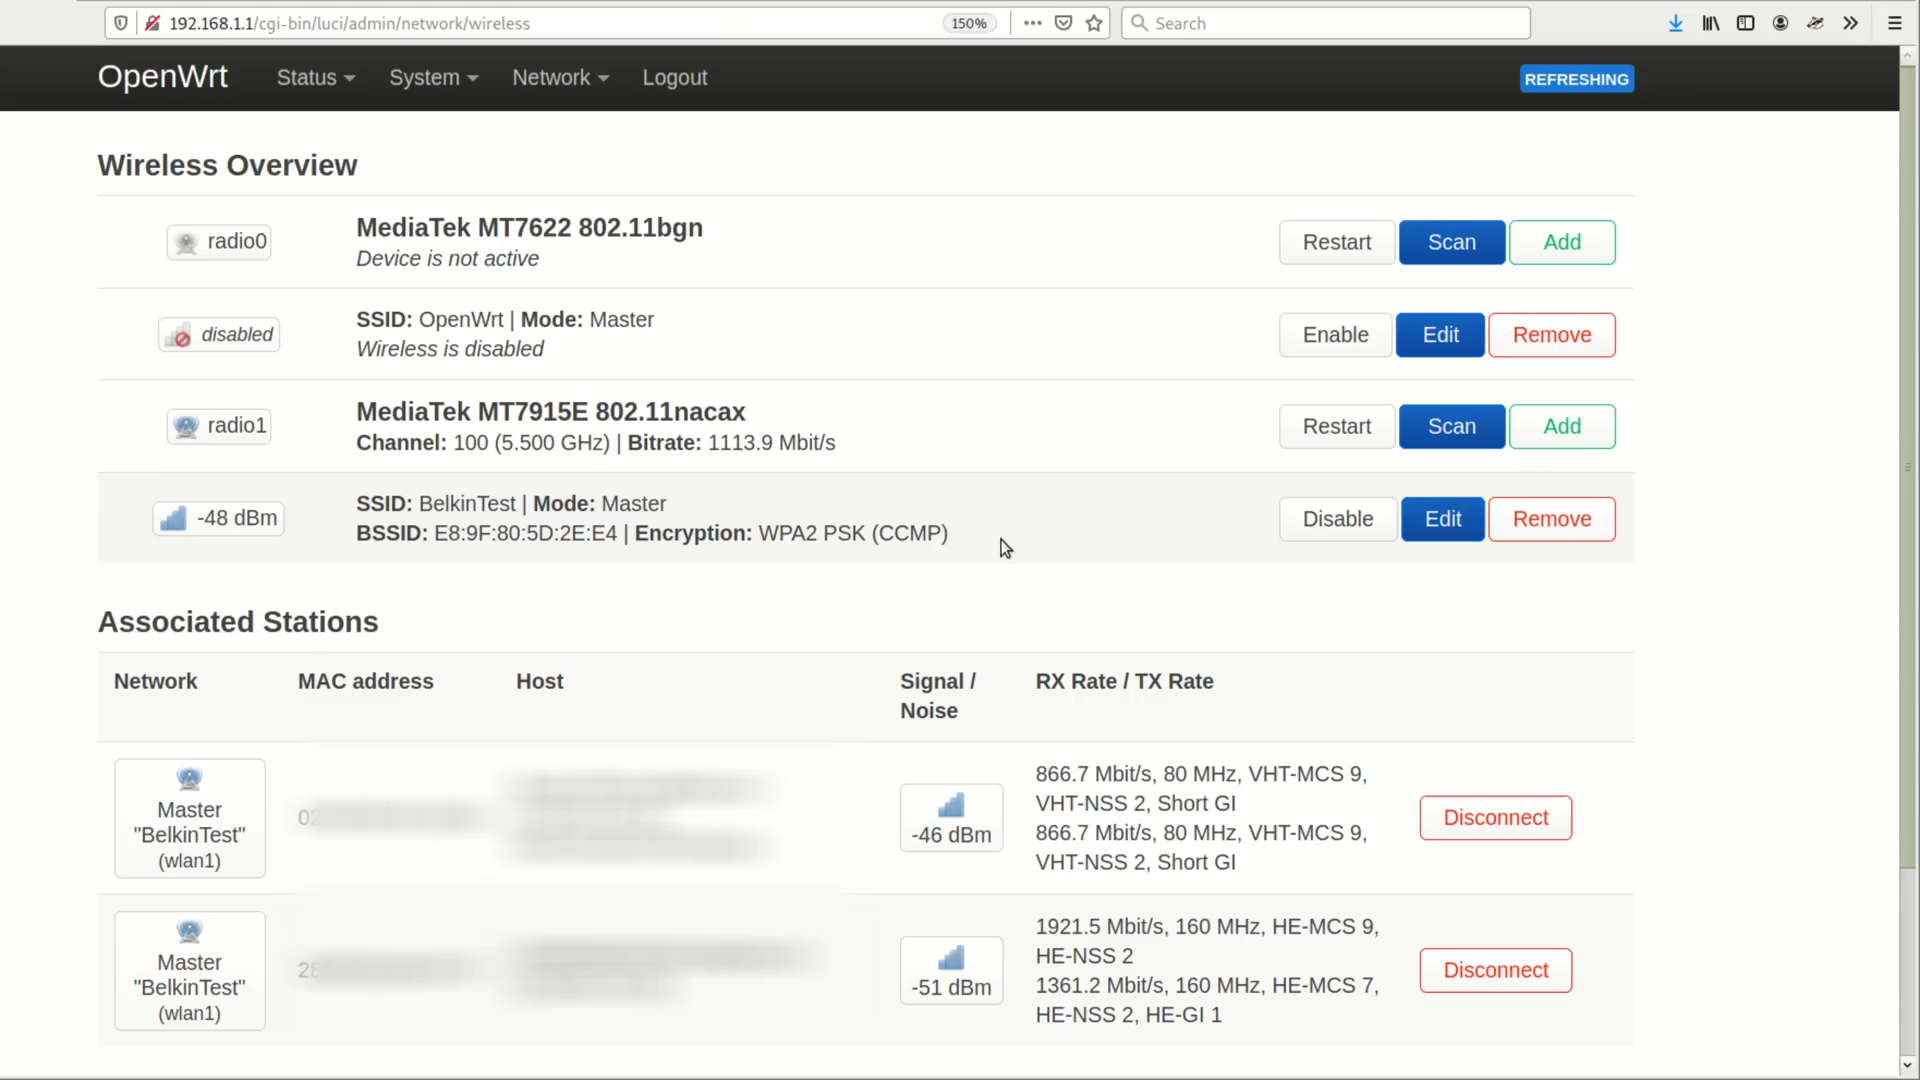 192.168.1.1/cgi-bin/luci/admin/network/wireless
150%
Search
OpenWrt
Status
System
Network
Logout
REFRESHING
Wireless Overview
radio0
MediaTek MT7622 802.11bgn
Device is not active
Restart
Scan
Add
disabled
SSID: OpenWrt | Mode: Master
Wireless is disabled
Enable
Edit
Remove
radio1
MediaTek MT7915E 802.11nacax
Channel: 100 (5.500 GHz) | Bitrate: 1113.9 Mbit/s
Restart
Scan
Add
-48 dBm
SSID: BelkinTest | Mode: Master
BSSID: E8:9F:80:5D:2E:E4 | Encryption: WPA2 PSK (CCMP)
Disable
Edit
Remove
Associated Stations
Network
MAC address
Host
Signal /
Noise
RX Rate / TX Rate
Master
"BelkinTest"
(wlan1)
02
-46 dBm
866.7 Mbit/s, 80 MHz, VHT-MCS 9,
VHT-NSS 2, Short GI
866.7 Mbit/s, 80 MHz, VHT-MCS 9,
VHT-NSS 2, Short GI
Disconnect
Master
"BelkinTest"
(wlan1)
28
-51 dBm
1921.5 Mbit/s, 160 MHz, HE-MCS 9,
HE-NSS 2
1361.2 Mbit/s, 160 MHz, HE-MCS 7,
HE-NSS 2, HE-GI 1
Disconnect